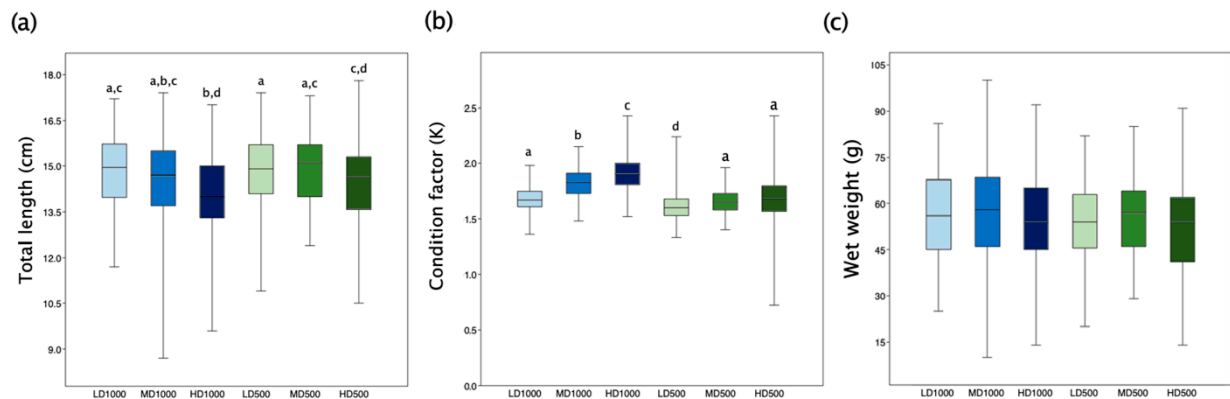 (a)
Total length (cm)
18.0
16.5
15.0
13.5
12.0
10.5
9.0
a,c
a,b,c
b,d
a
a,c
c,d
LD1000 MD1000 HD1000 LD500 MD500 HD500
(b)
Condition factor (K)
2.5
2.0
1.5
1.0
0.5
0.0
a
b
c
d
a
a
LD1000 MD1000 HD1000 LD500 MD500 HD500
(c)
Wet weight (g)
105
90
75
60
45
30
15
LD1000 MD1000 HD1000 LD500 MD500 HD500